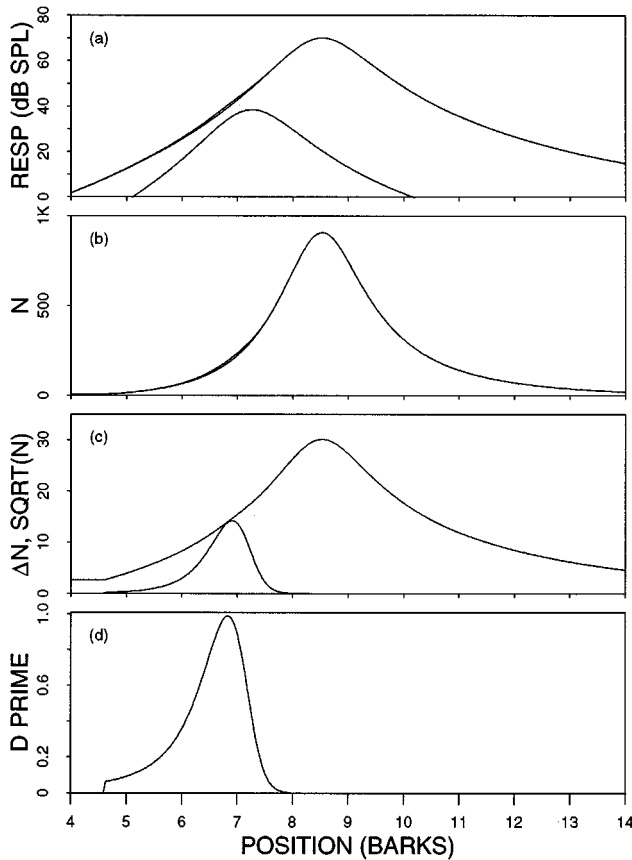 RESP (dB SPL)
80
60
40
20
0
(a)
N
1K
500
0
(b)
ΔN, SQRT(N)
30
20
10
0
(c)
D PRIME
1.0
0.6
0.2
0
(d)
4 5 6 7 8 9 10 11 12 13 14
POSITION (BARKS)